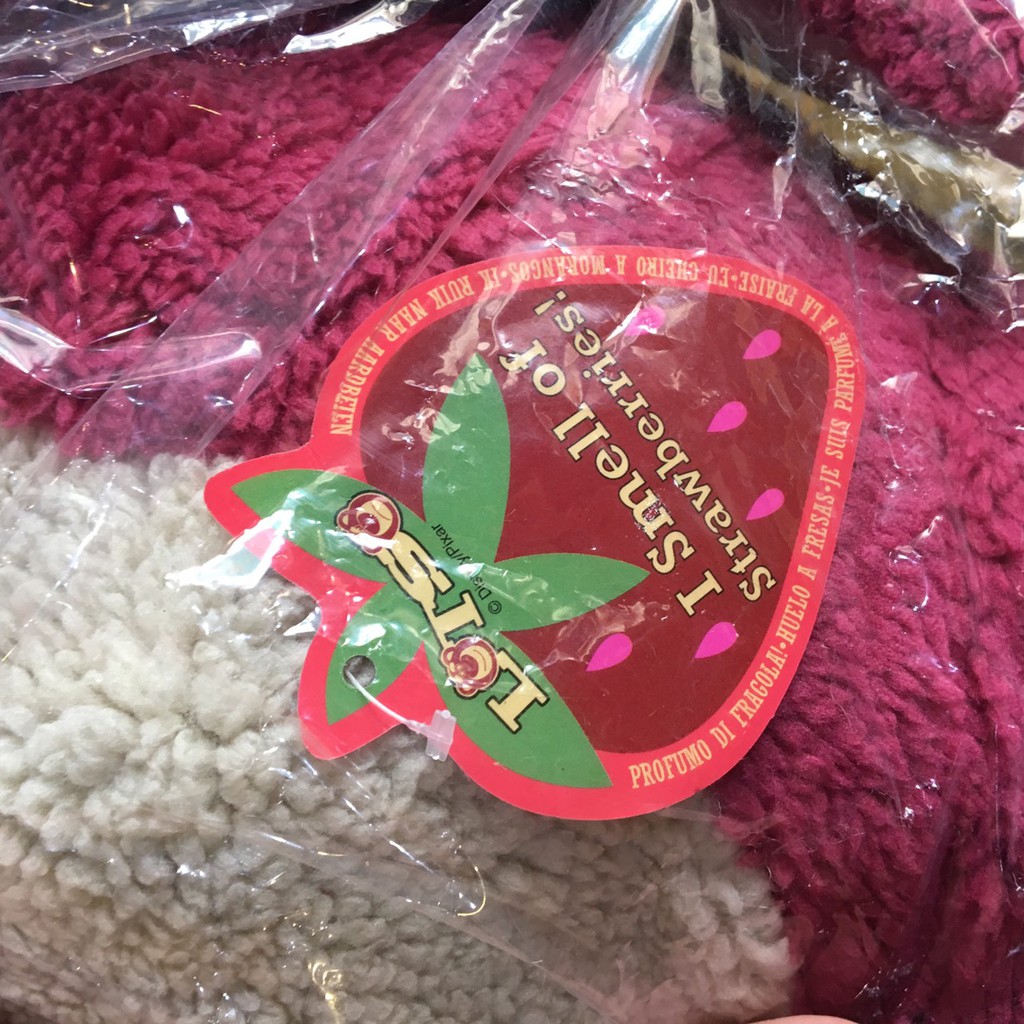 LOTSO
© Disney/Pixar
I Smell of
Strawberries!
PROFUMO DI FRAGOLA!·HUELO A FRESAS·JE SUIS PARFUMÉ À LA FRAISE·EU CHEIRO A MORANGOS·IK RUIK NAAR AARDBEIEN